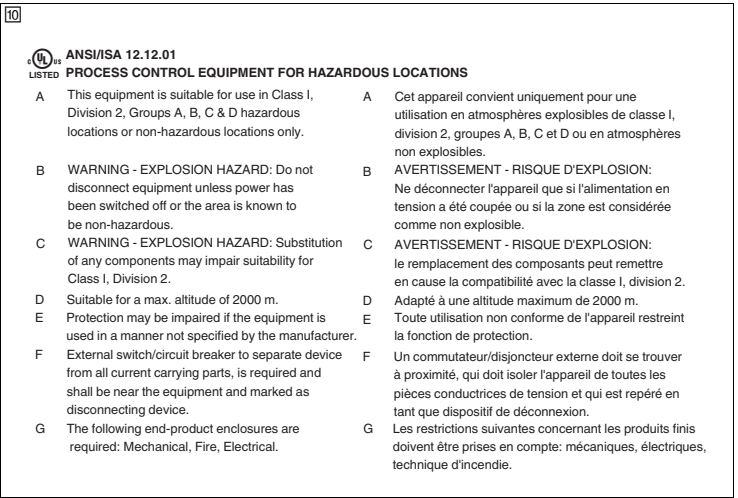 10
c UL us ANSI/ISA 12.12.01
LISTED PROCESS CONTROL EQUIPMENT FOR HAZARDOUS LOCATIONS
A This equipment is suitable for use in Class I,
Division 2, Groups A, B, C & D hazardous
locations or non-hazardous locations only.
B WARNING - EXPLOSION HAZARD: Do not
disconnect equipment unless power has
been switched off or the area is known to
be non-hazardous.
C WARNING - EXPLOSION HAZARD: Substitution
of any components may impair suitability for
Class I, Division 2.
D Suitable for a max. altitude of 2000 m.
E Protection may be impaired if the equipment is
used in a manner not specified by the manufacturer.
F External switch/circuit breaker to separate device
from all current carrying parts, is required and
shall be near the equipment and marked as
disconnecting device.
G The following end-product enclosures are
required: Mechanical, Fire, Electrical.
A Cet appareil convient uniquement pour une
utilisation en atmosphères explosibles de classe I,
division 2, groupes A, B, C et D ou en atmosphères
non explosibles.
B AVERTISSEMENT - RISQUE D'EXPLOSION:
Ne déconnecter l'appareil que si l'alimentation en
tension a été coupée ou si la zone est considérée
comme non explosible.
C AVERTISSEMENT - RISQUE D'EXPLOSION:
le remplacement des composants peut remettre
en cause la compatibilité avec la classe I, division 2.
D Adapté à une altitude maximum de 2000 m.
E Toute utilisation non conforme de l'appareil restreint
la fonction de protection.
F Un commutateur/disjoncteur externe doit se trouver
à proximité, qui doit isoler l'appareil de toutes les
pièces conductrices de tension et qui est repéré en
tant que dispositif de déconnexion.
G Les restrictions suivantes concernant les produits finis
doivent être prises en compte: mécaniques, électriques,
technique d'incendie.